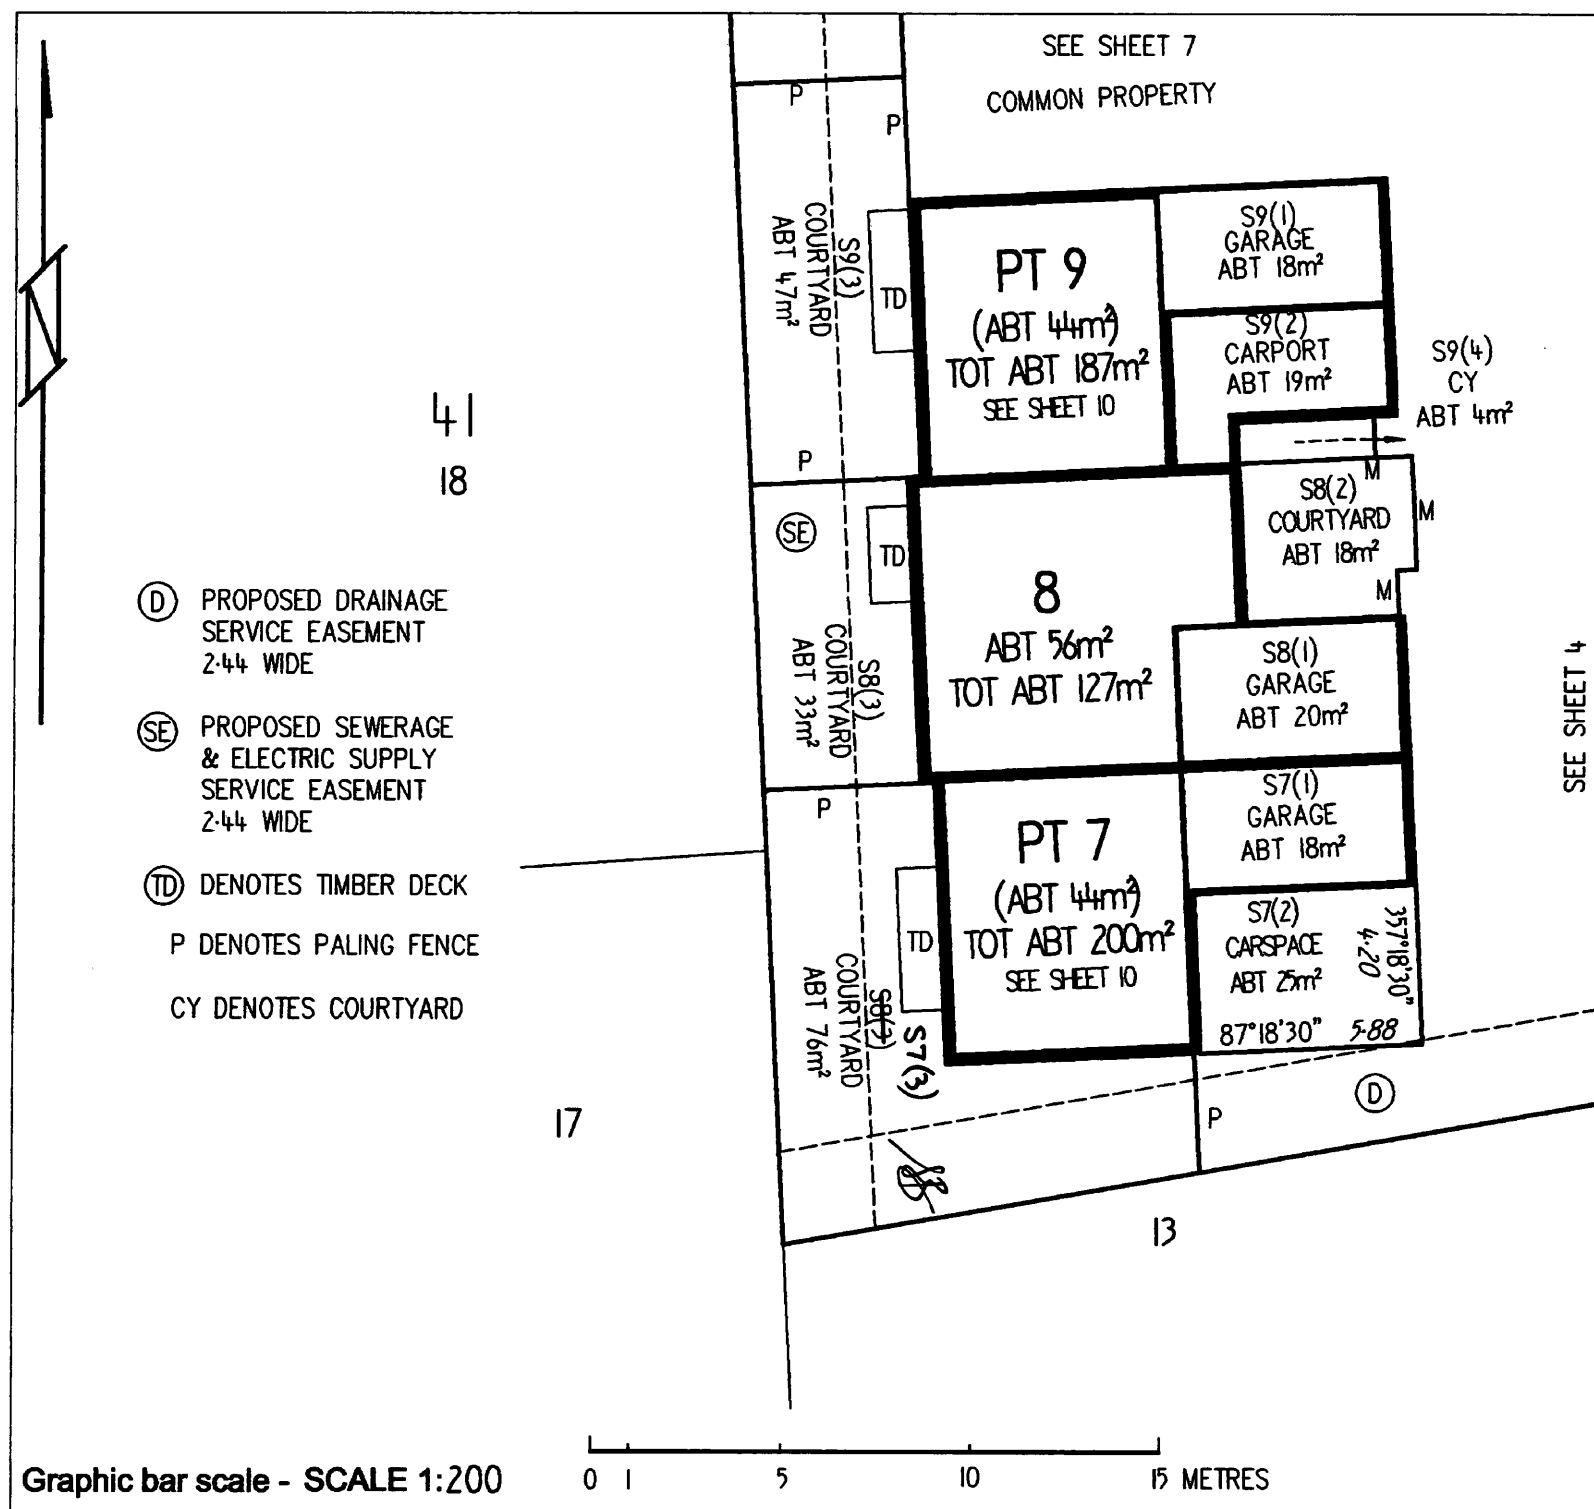 SEE SHEET 7
COMMON PROPERTY
P
P
S9(3)
COURTYARD
ABT 47m²
TD
PT 9
(ABT 44m²)
TOT ABT 187m²
SEE SHEET 10
S9(1)
GARAGE
ABT 18m²
S9(2)
CARPORT
ABT 19m²
S9(4)
CY
ABT 4m²
41
18
P
SE
TD
M
S8(2)
COURTYARD
ABT 18m²
M
M
8
ABT 56m²
TOT ABT 127m²
S8(3)
COURTYARD
ABT 33m²
S8(1)
GARAGE
ABT 20m²
SEE SHEET 4
D PROPOSED DRAINAGE
SERVICE EASEMENT
2·44 WIDE
SE PROPOSED SEWERAGE
& ELECTRIC SUPPLY
SERVICE EASEMENT
2·44 WIDE
TD DENOTES TIMBER DECK
P DENOTES PALING FENCE
CY DENOTES COURTYARD
P
PT 7
(ABT 44m²)
TOT ABT 200m²
SEE SHEET 10
S7(1)
GARAGE
ABT 18m²
TD
S7(2)
CARSPACE
ABT 25m²
357°18'30"
4·20
87°18'30" 5·88
S8(3)
S7(3)
COURTYARD
ABT 76m²
17
P
D
13
Graphic bar scale - SCALE 1:200
0 1 5 10 15 METRES